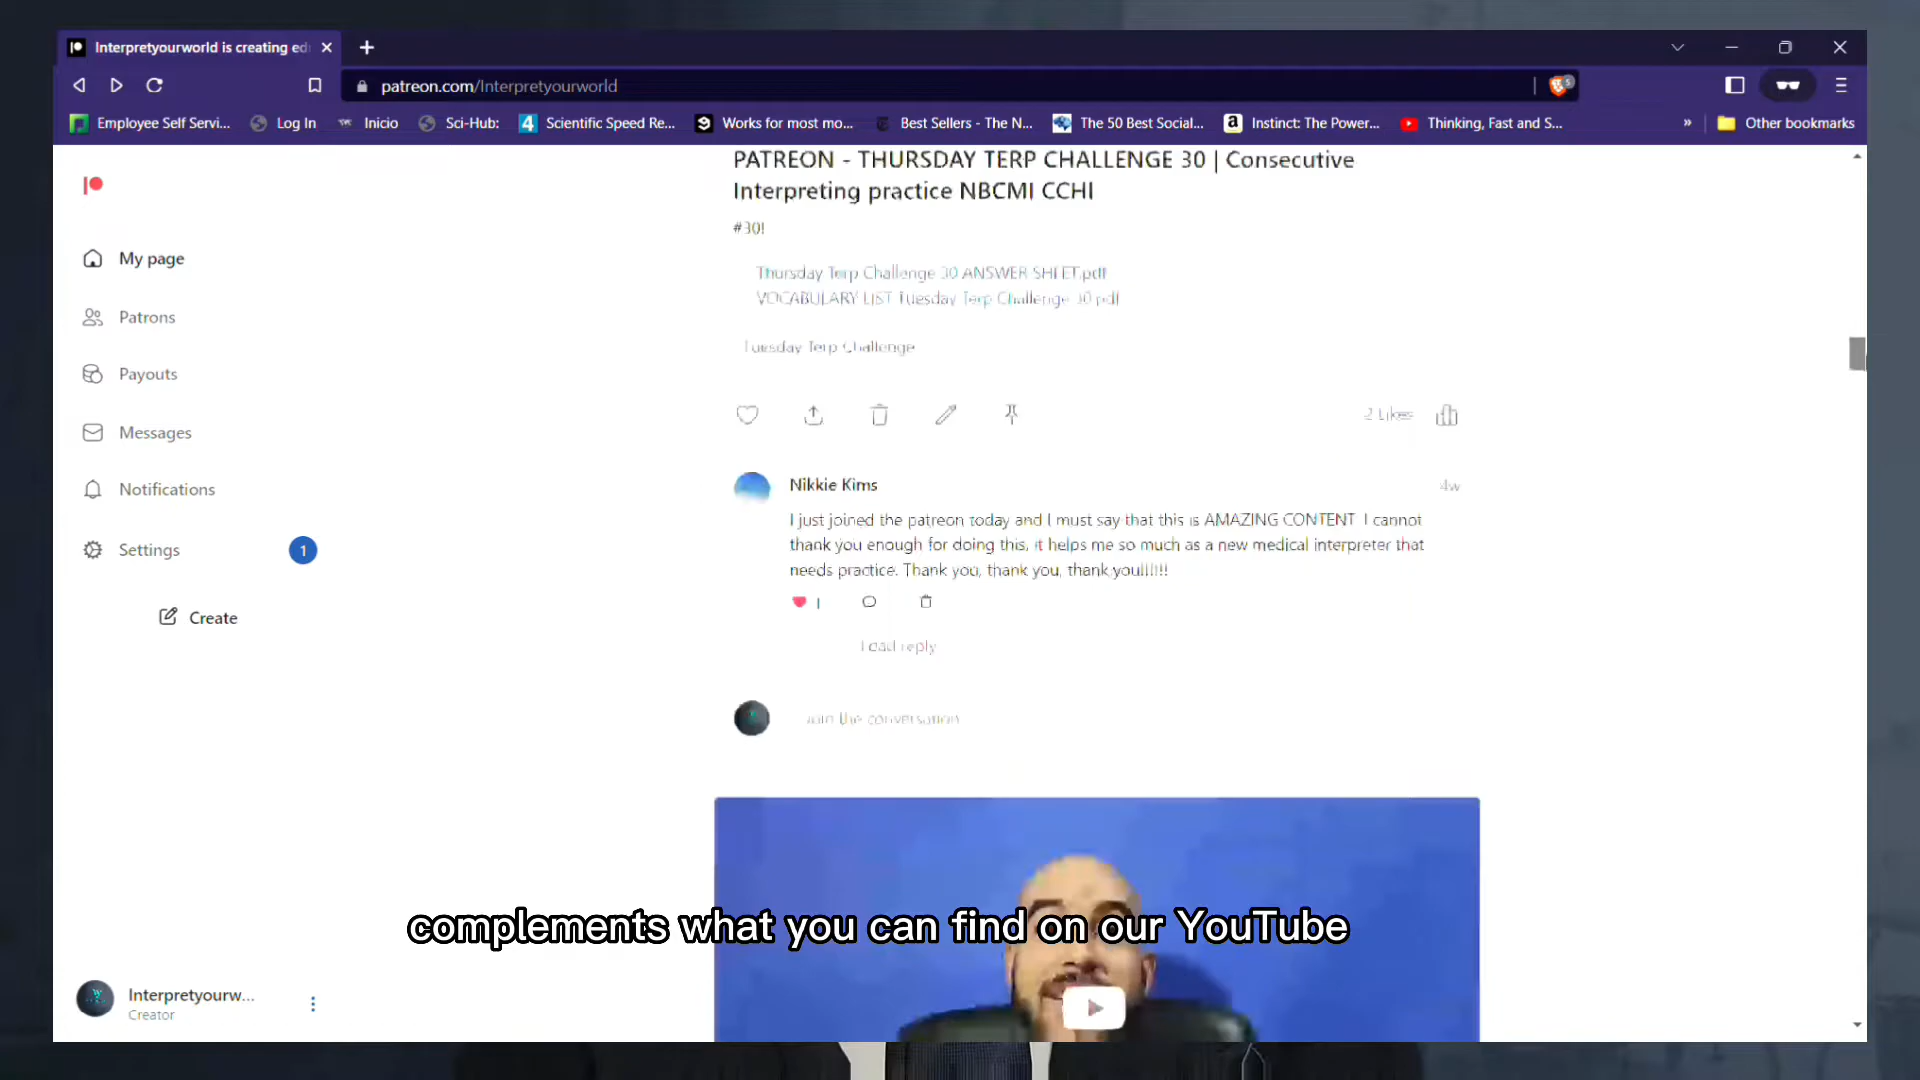 Interpretyourworld is creating ed
patreon.com/Interpretyourworld
5
Employee Self Servi...
Log In
Inicio
Sci-Hub:
Scientific Speed Re...
Works for most mo...
Best Sellers - The N...
The 50 Best Social...
Instinct: The Power...
Thinking, Fast and S...
»
Other bookmarks
My page
Patrons
Payouts
Messages
Notifications
Settings
1
Create
Interpretyourw...
Creator
PATREON - THURSDAY TERP CHALLENGE 30 | Consecutive
Interpreting practice NBCMI CCHI
#30!
Thursday Terp Challenge 30 ANSWER SHEET.pdf
VOCABULARY LIST Tuesday Terp Challenge 30.pdf
Tuesday Terp Challenge
2 Likes
Nikkie Kims
4w
I just joined the patreon today and I must say that this is AMAZING CONTENT. I cannot
thank you enough for doing this, it helps me so much as a new medical interpreter that
needs practice. Thank you, thank you, thank you!!!!!!
1
Load reply
Join the conversation
complements what you can find on our YouTube